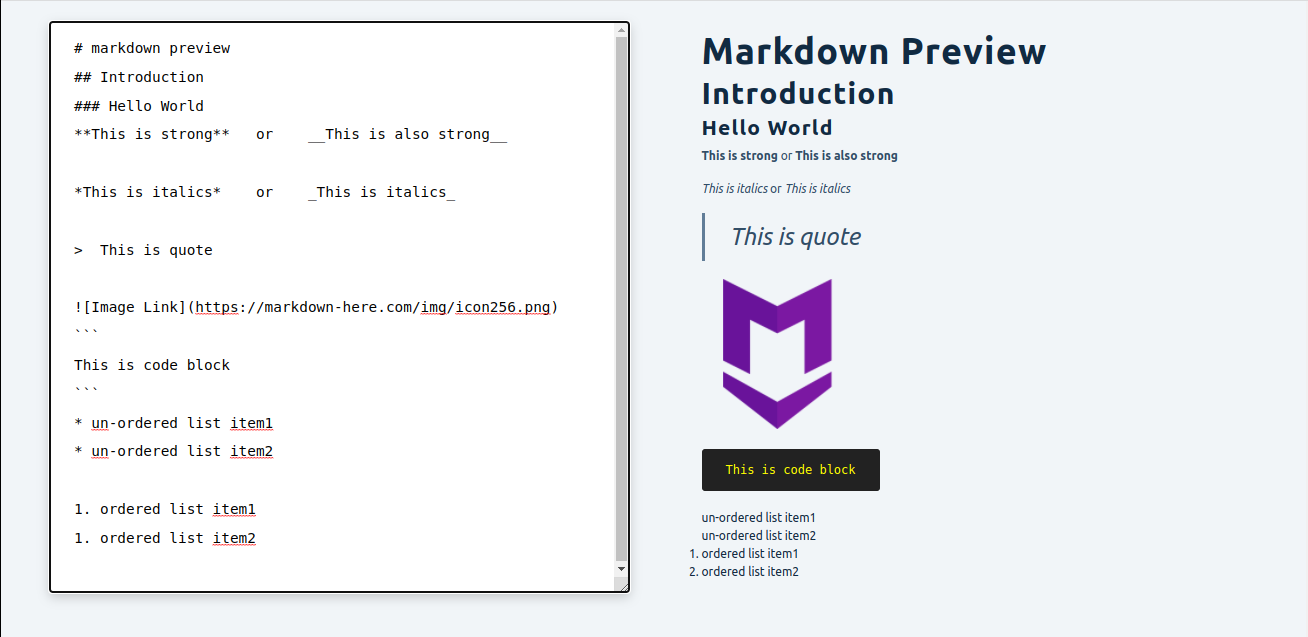 # markdown preview
## Introduction
### Hello World
**This is strong**   or    __This is also strong__
*This is italics*    or    _This is italics_
>  This is quote
![Image Link](https://markdown-here.com/img/icon256.png)
```
This is code block
```
* un-ordered list item1
* un-ordered list item2
1. ordered list item1
1. ordered list item2
Markdown Preview
Introduction
Hello World
This is strong or This is also strong
This is italics or This is italics
This is quote
This is code block
un-ordered list item1
un-ordered list item2
1. ordered list item1
2. ordered list item2